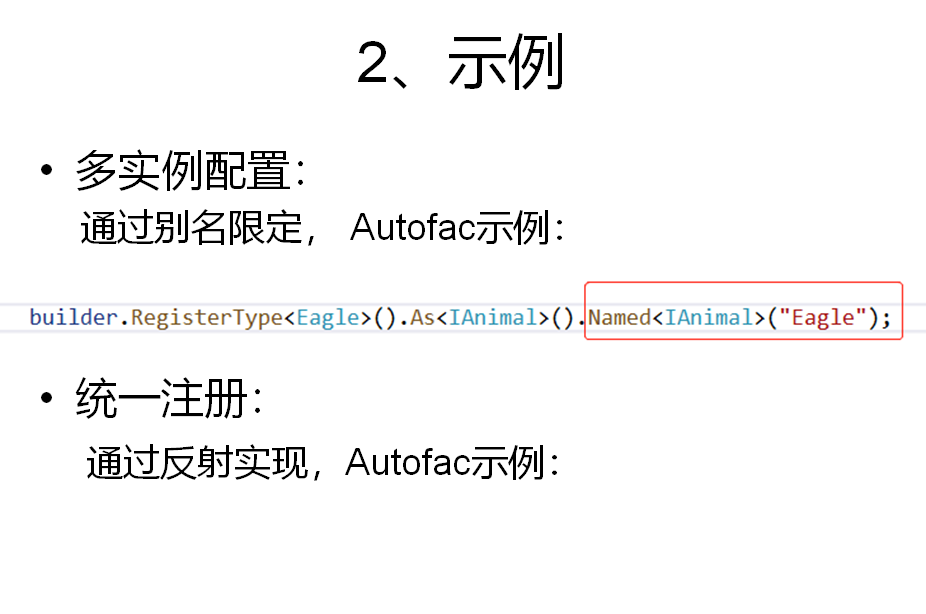 2、示例
• 多实例配置：
通过别名限定， Autofac示例：
builder.RegisterType<Eagle>().As<IAnimal>().Named<IAnimal>("Eagle");
• 统一注册：
通过反射实现，Autofac示例：